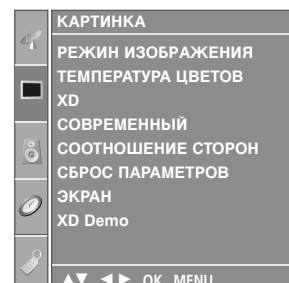 КАРТИНКА
РЕЖИН ИЗОБРАЖЕНИЯ
ТЕМПЕРАТУРА ЦВЕТОВ
XD
СОВРЕМЕННЫЙ
СООТНОШЕНИЕ СТОРОН
СБРОС ПАРАМЕТРОВ
ЭКРАН
XD Demo
▲▼ ◀▶ OK MENU